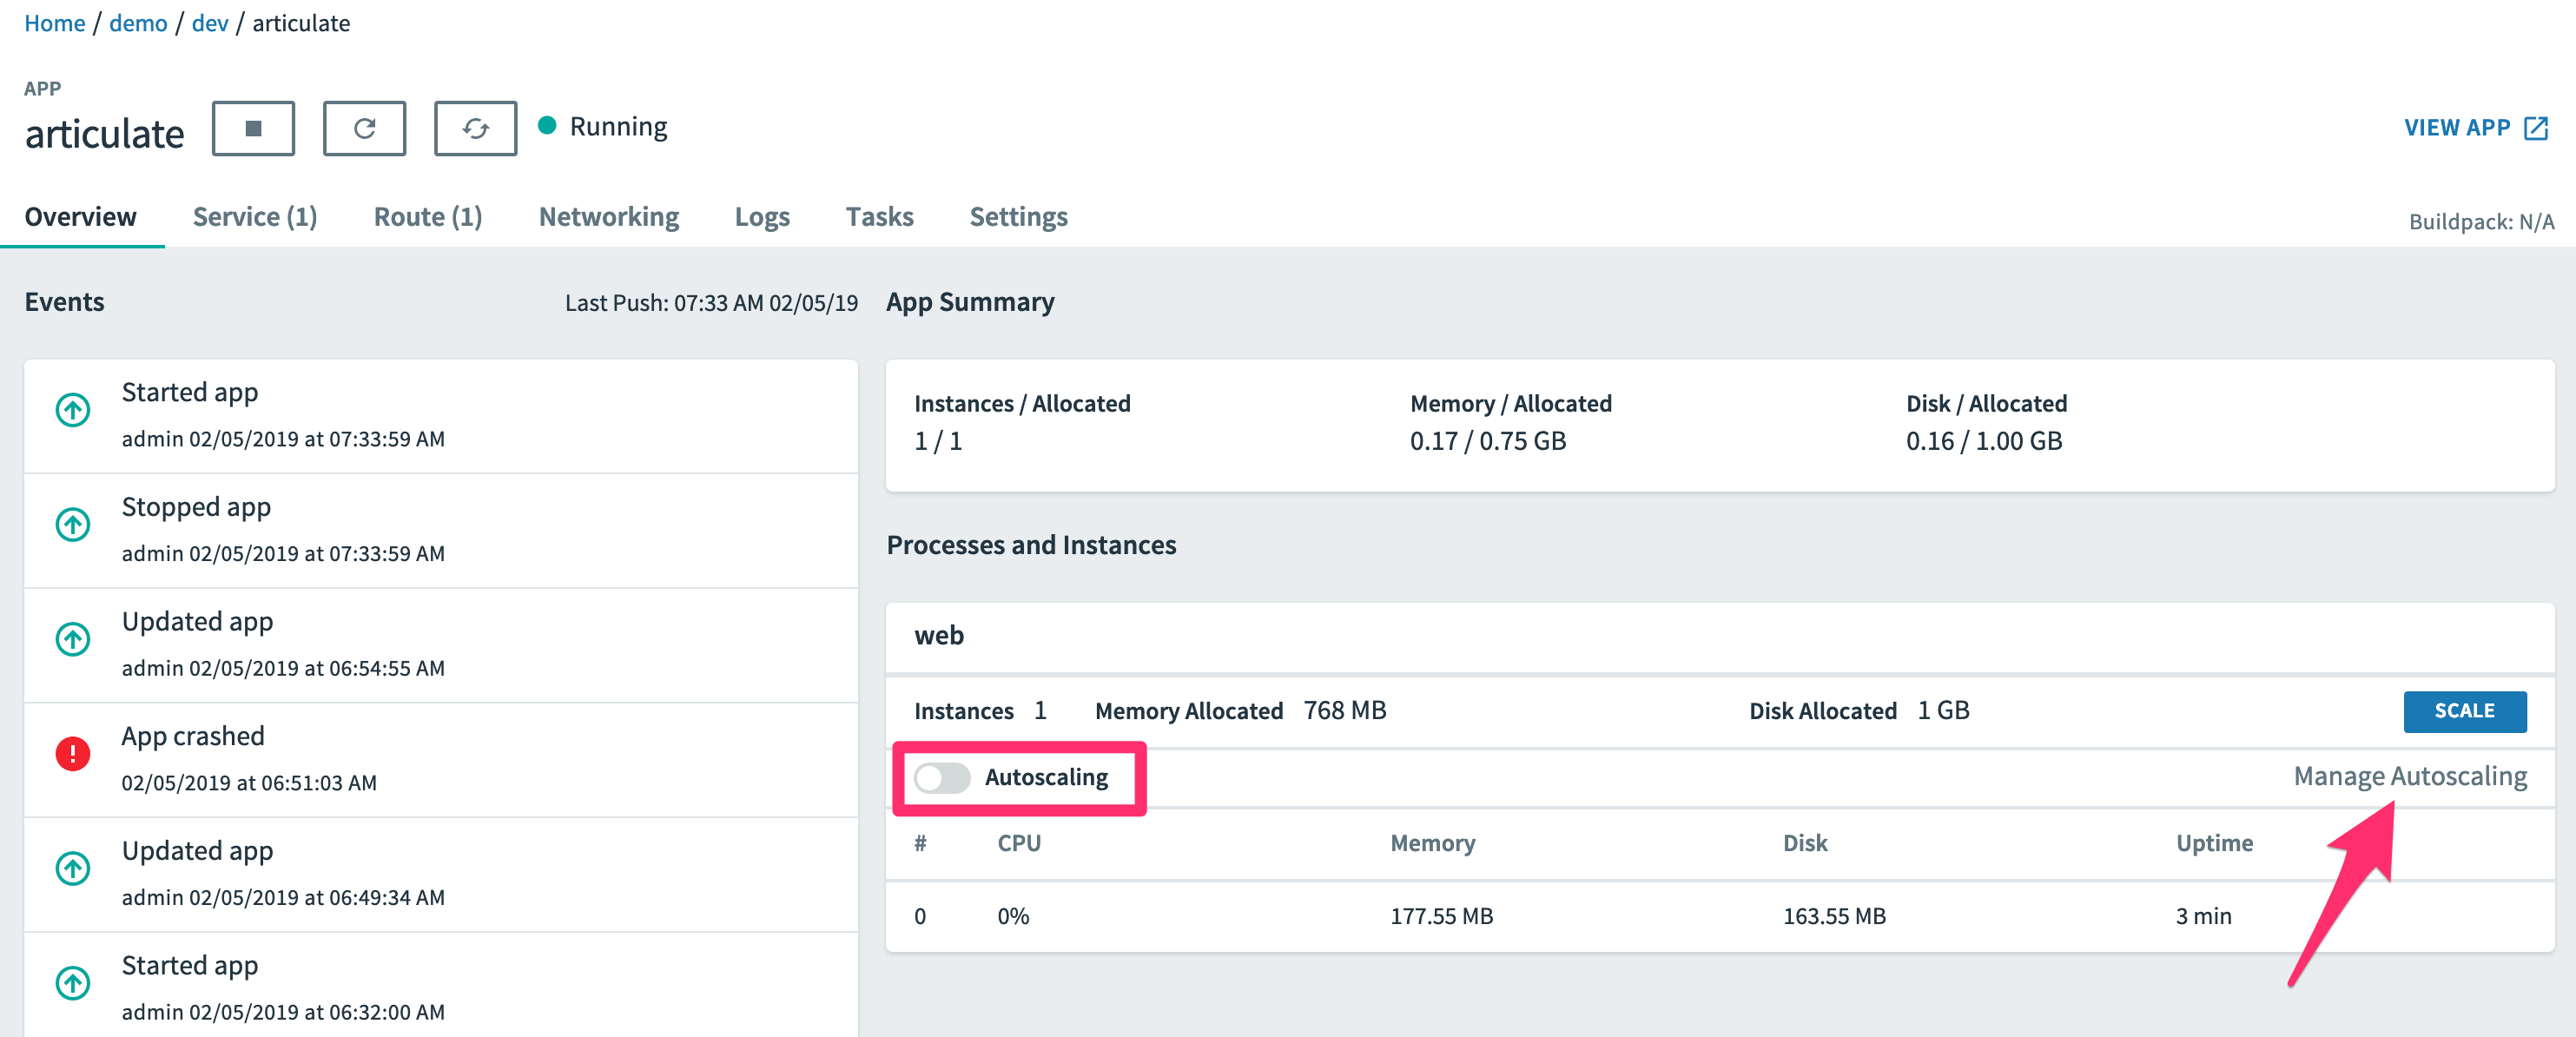 Home / demo / dev / articulate
APP
articulate
Running
VIEW APP
Overview
Service (1)
Route (1)
Networking
Logs
Tasks
Settings
Buildpack: N/A
Events
Last Push: 07:33 AM 02/05/19
Started app
admin 02/05/2019 at 07:33:59 AM
Stopped app
admin 02/05/2019 at 07:33:59 AM
Updated app
admin 02/05/2019 at 06:54:55 AM
App crashed
02/05/2019 at 06:51:03 AM
Updated app
admin 02/05/2019 at 06:49:34 AM
Started app
admin 02/05/2019 at 06:32:00 AM
App Summary
Instances / Allocated
1 / 1
Memory / Allocated
0.17 / 0.75 GB
Disk / Allocated
0.16 / 1.00 GB
Processes and Instances
web
Instances 1
Memory Allocated 768 MB
Disk Allocated 1 GB
SCALE
Autoscaling
Manage Autoscaling
# CPU Memory Disk Uptime
0 0% 177.55 MB 163.55 MB 3 min